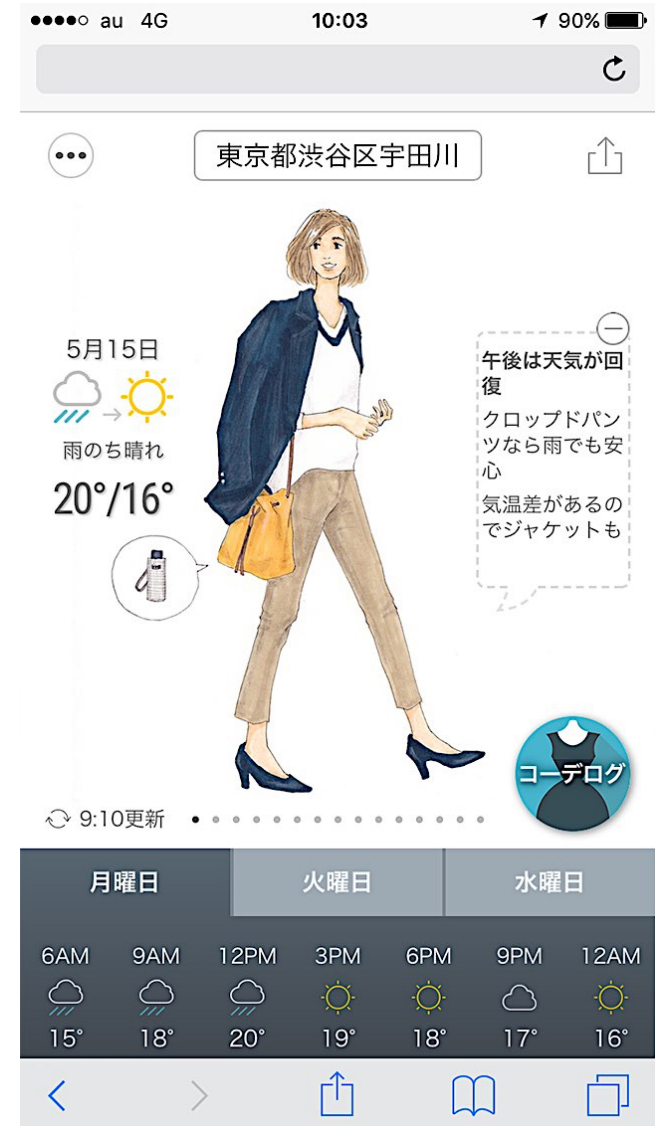 au 4G 10:03 90%
東京都渋谷区宇田川
5月15日
雨のち晴れ
20°/16°
午後は天気が回
復
クロップドパン
ツなら雨でも安
心
気温差があるの
でジャケットも
コーデログ
9:10更新
月曜日 火曜日 水曜日
6AM 9AM 12PM 3PM 6PM 9PM 12AM
15° 18° 20° 19° 18° 17° 16°